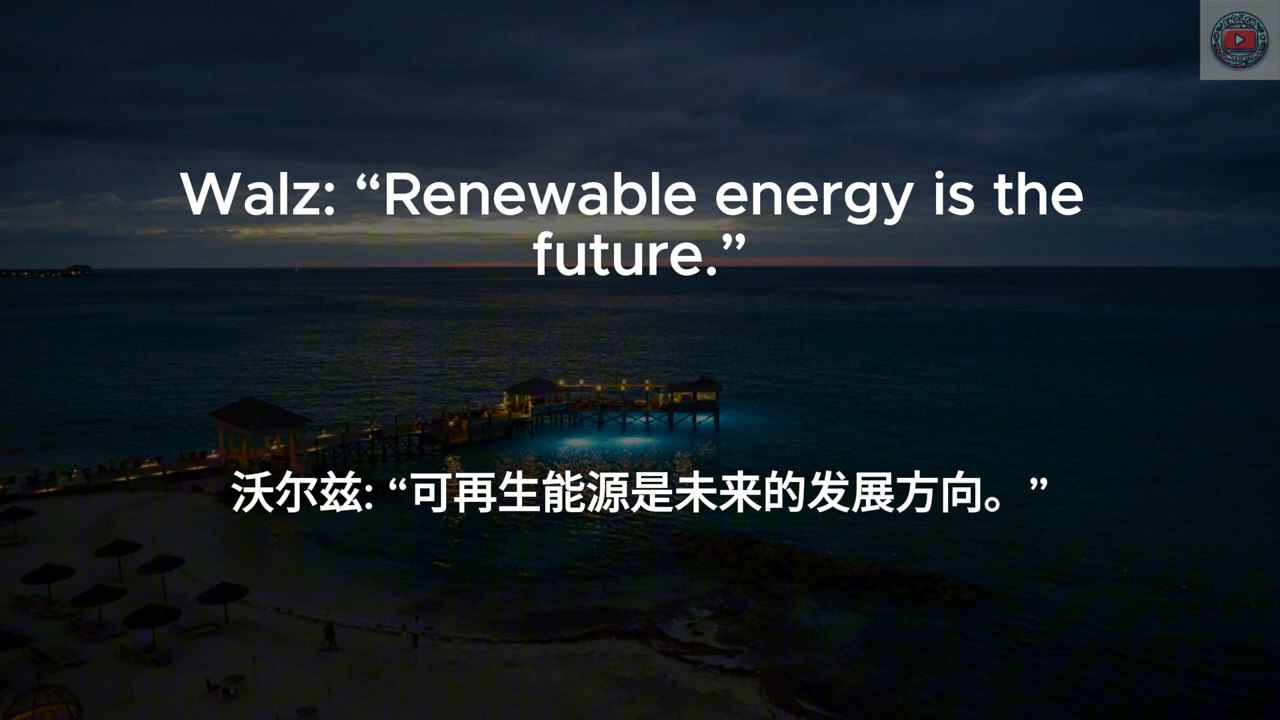 Walz: “Renewable energy is the
future.”
沃尔兹: “可再生能源是未来的发展方向。”